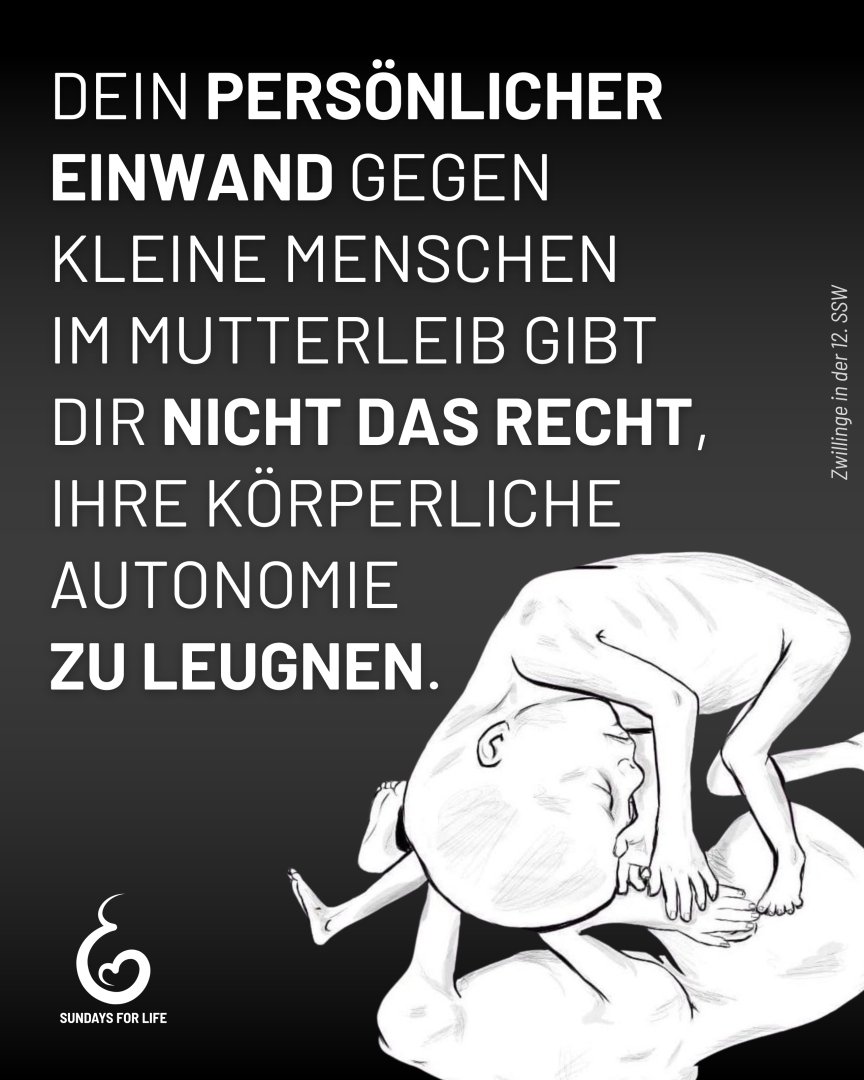 DEIN PERSÖNLICHER
EINWAND GEGEN
KLEINE MENSCHEN
IM MUTTERLEIB GIBT
DIR NICHT DAS RECHT,
IHRE KÖRPERLICHE
AUTONOMIE
ZU LEUGNEN.
Zwillinge in der 12. SSW
SUNDAYS FOR LIFE